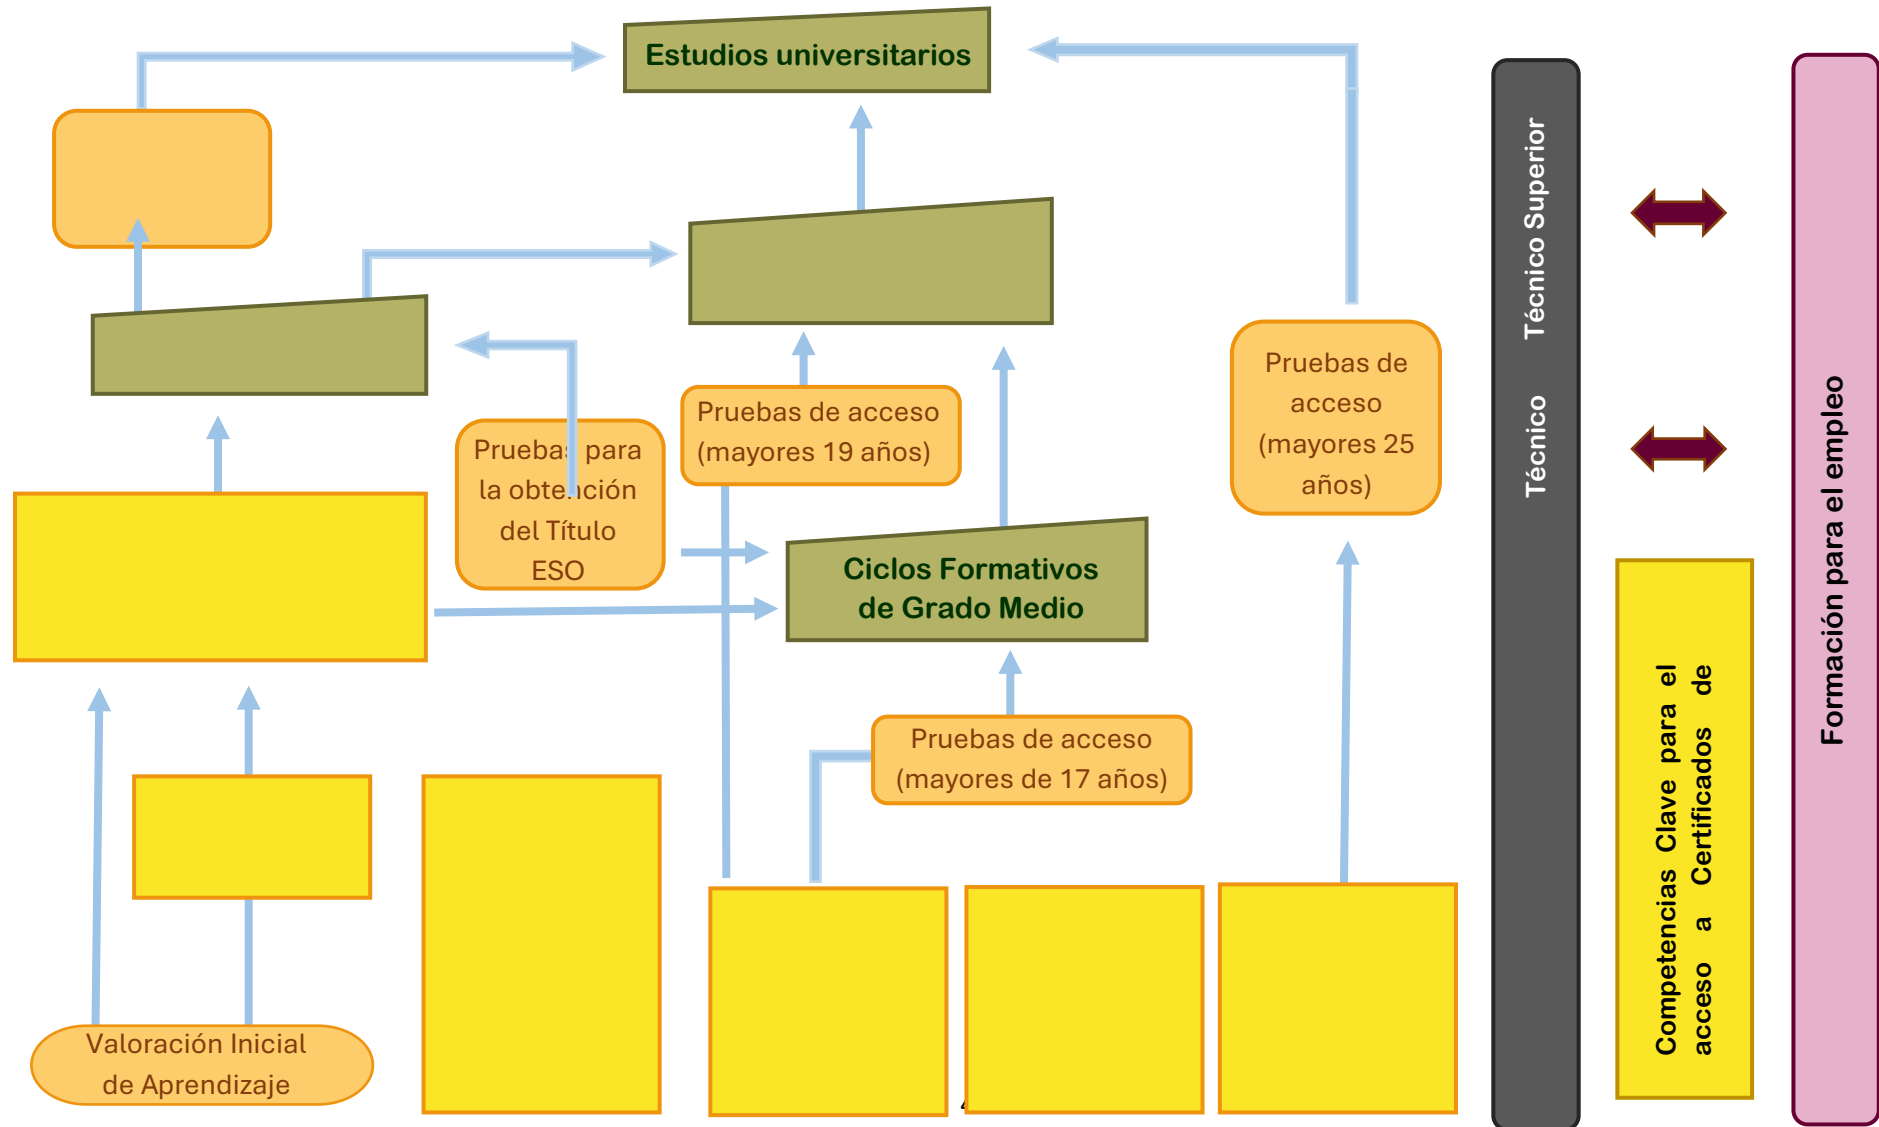 Estudios universitarios
Pruebas de acceso
(mayores 19 años)
Pruebas de
acceso
(mayores 25
años)
Pruebas para
la obtención
del Título
ESO
Ciclos Formativos
de Grado Medio
Pruebas de acceso
(mayores de 17 años)
Valoración Inicial
de Aprendizaje
Técnico Técnico Superior
Competencias Clave para el
acceso a Certificados de
Formación para el empleo